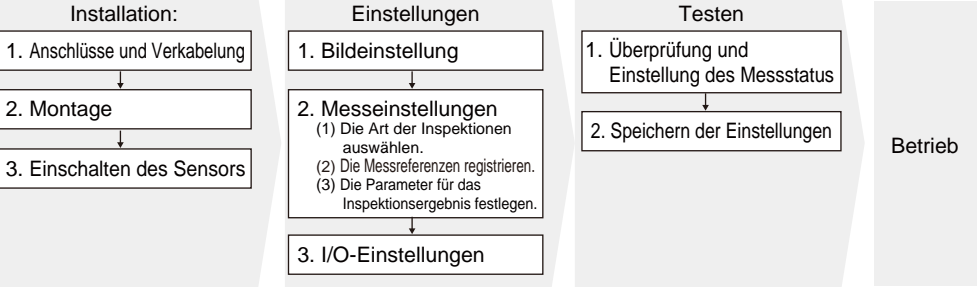 Installation:
1. Anschlüsse und Verkabelung
2. Montage
3. Einschalten des Sensors
Einstellungen
1. Bildeinstellung
2. Messeinstellungen
(1) Die Art der Inspektionen
auswählen.
(2) Die Messreferenzen registrieren.
(3) Die Parameter für das
Inspektionsergebnis festlegen.
3. I/O-Einstellungen
Testen
1. Überprüfung und
Einstellung des Messstatus
2. Speichern der Einstellungen
Betrieb